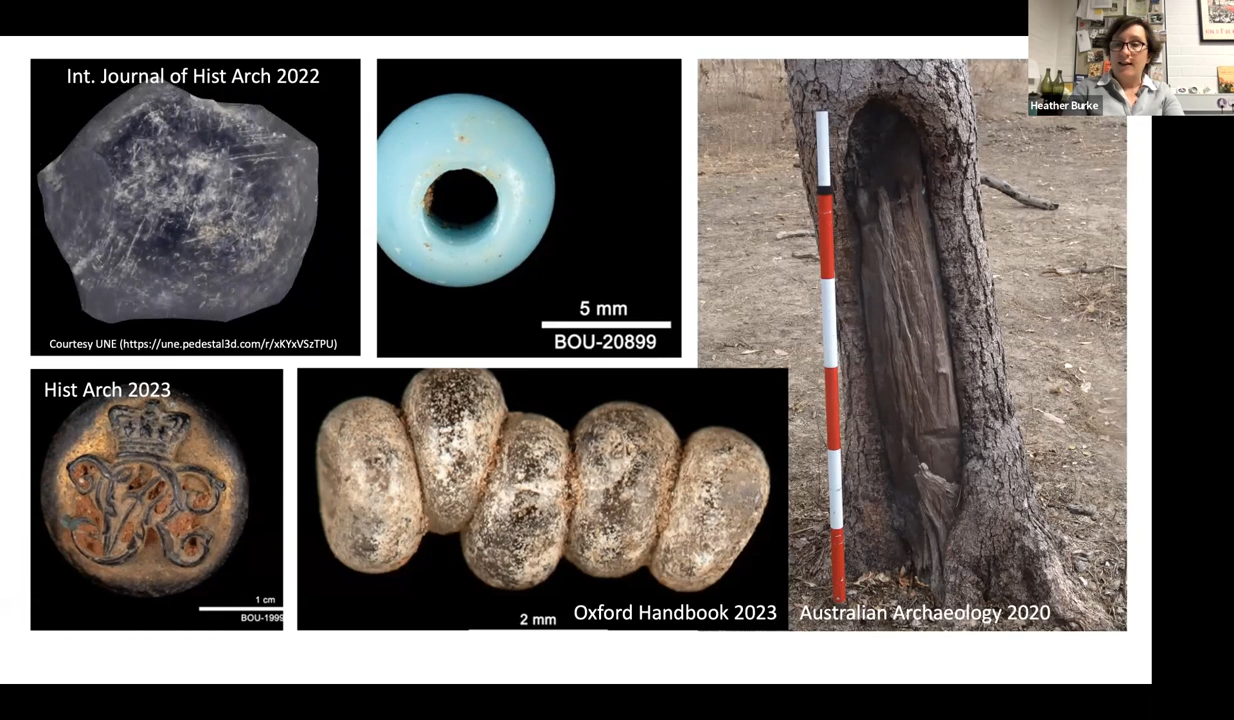 Int. Journal of Hist Arch 2022
Courtesy UNE (https://une.pedestal3d.com/r/xKYxVSzTPU)
5 mm
BOU-20899
Heather Burke
Hist Arch 2023
1 cm
BOU-1999
VR
2 mm
Oxford Handbook 2023
Australian Archaeology 2020